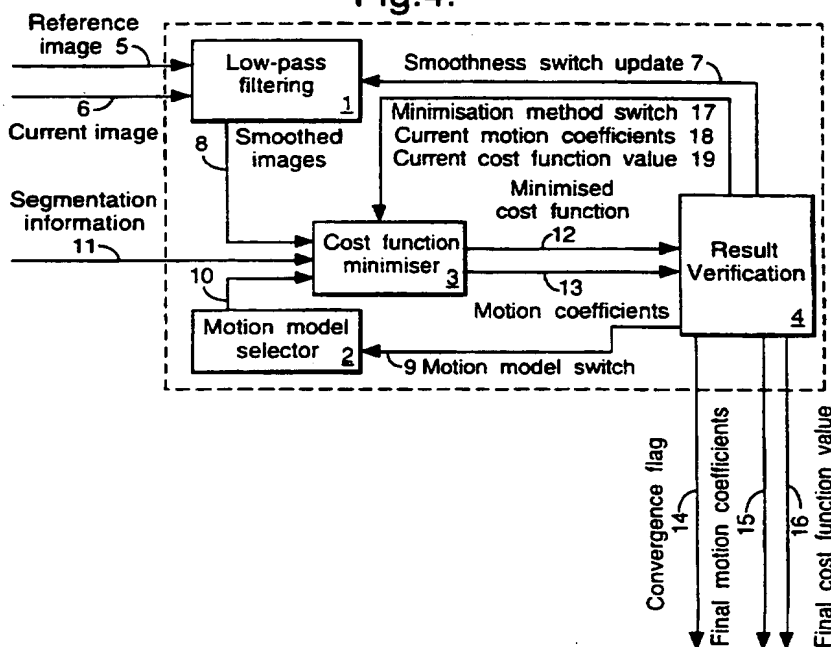 Fig.4.
Reference
image 5
6
Current image
Low-pass
filtering
1
Smoothness switch update 7
Minimisation method switch 17
Current motion coefficients 18
Current cost function value 19
8
Smoothed
images
Segmentation
information
11
Minimised
cost function
12
Cost function
minimiser
3
13
Motion coefficients
Result
Verification
4
10
Motion model
selector
2
9 Motion model switch
Convergence flag
14
Final motion coefficients
15
16
Final cost function value